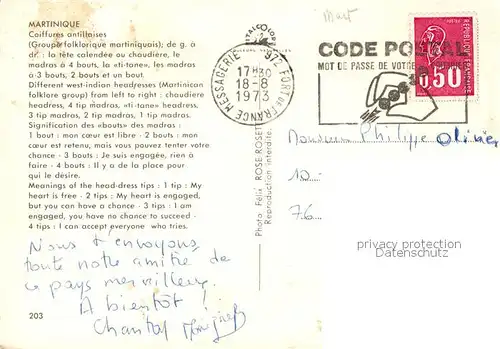 MARTINIQUE
Coiffures antillaises
(Groupe folklorique martiniquais); de g. à
dr. : la tête calendée ou chaudière, le
madras à 4 bouts, la «ti-tane», les madras
à 3 bouts, 2 bouts et un bout.
Different west-indian headresses (Martinican
folklore group) from left to right : chaudiere
headress, 4 tip madras, «ti-tane» headress,
3 tip madras, 2 tip madras, 1 tip madras.
Signification des «bouts» des madras :
1 bout : mon cœur est libre - 2 bouts : mon
cœur est retenu, mais vous pouvez tenter votre
chance - 3 bouts : Je suis engagée, rien à
faire - 4 bouts : Il y a de la place pour
qui le désire.
Meanings of the head-dress tips : 1 tip : My
heart is free - 2 tips : My heart is engaged,
but you can have a chance - 3 tips : I am
engaged, you have no chance to succeed -
4 tips : I can accept everyone who tries.
Nous t'envoyons
toute notre amitié de
ce pays merveilleux.
A bientôt !
Chantal
203
Photo Félix ROSE-ROSETTE
Reproduction interdite.
MESSAGERIE 972 FORT DE FRANCE
17H30
18-8
1973
CODE POSTAL
MOT DE PASSE DE VOTRE
REPUBLIQUE FRANCAISE
0.50
Monsieur Philippe Olivier
10
76
privacy protection
Datenschutz